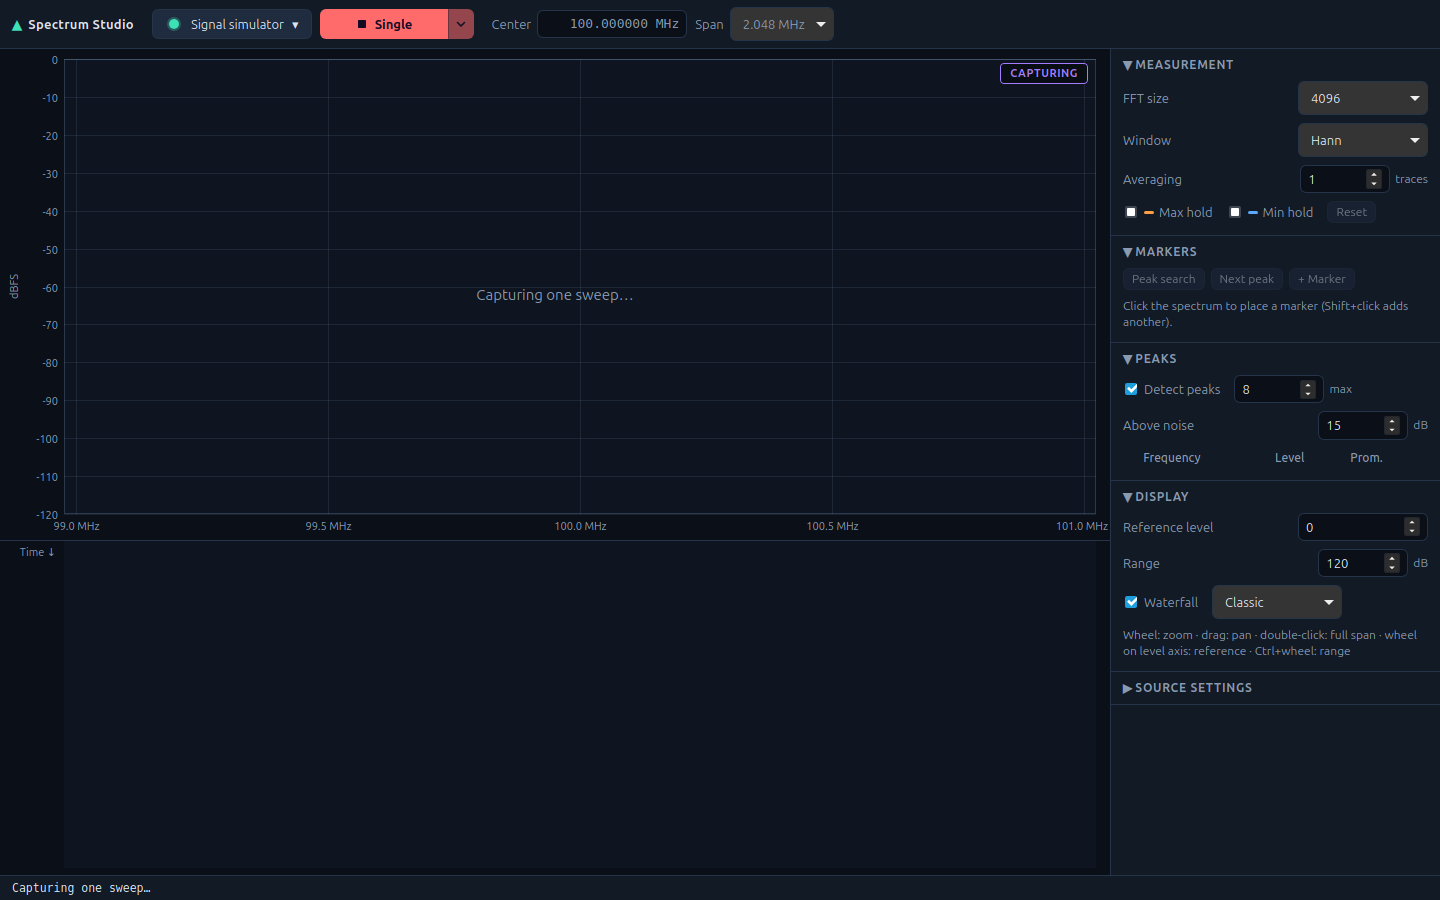 Spectrum Studio
Signal simulator ▾
Single
Center
100.000000 MHz
Span
2.048 MHz
CAPTURING
0
-10
-20
-30
-40
-50
-60
-70
-80
-90
-100
-110
-120
dBFS
Capturing one sweep…
99.0 MHz
99.5 MHz
100.0 MHz
100.5 MHz
101.0 MHz
Time ↓
▼ MEASUREMENT
FFT size
4096
Window
Hann
Averaging
1
traces
Max hold
Min hold
Reset
▼ MARKERS
Peak search
Next peak
+ Marker
Click the spectrum to place a marker (Shift+click adds
another).
▼ PEAKS
Detect peaks
8
max
Above noise
15
dB
Frequency
Level
Prom.
▼ DISPLAY
Reference level
0
Range
120
dB
Waterfall
Classic
Wheel: zoom · drag: pan · double-click: full span · wheel
on level axis: reference · Ctrl+wheel: range
▶ SOURCE SETTINGS
Capturing one sweep…